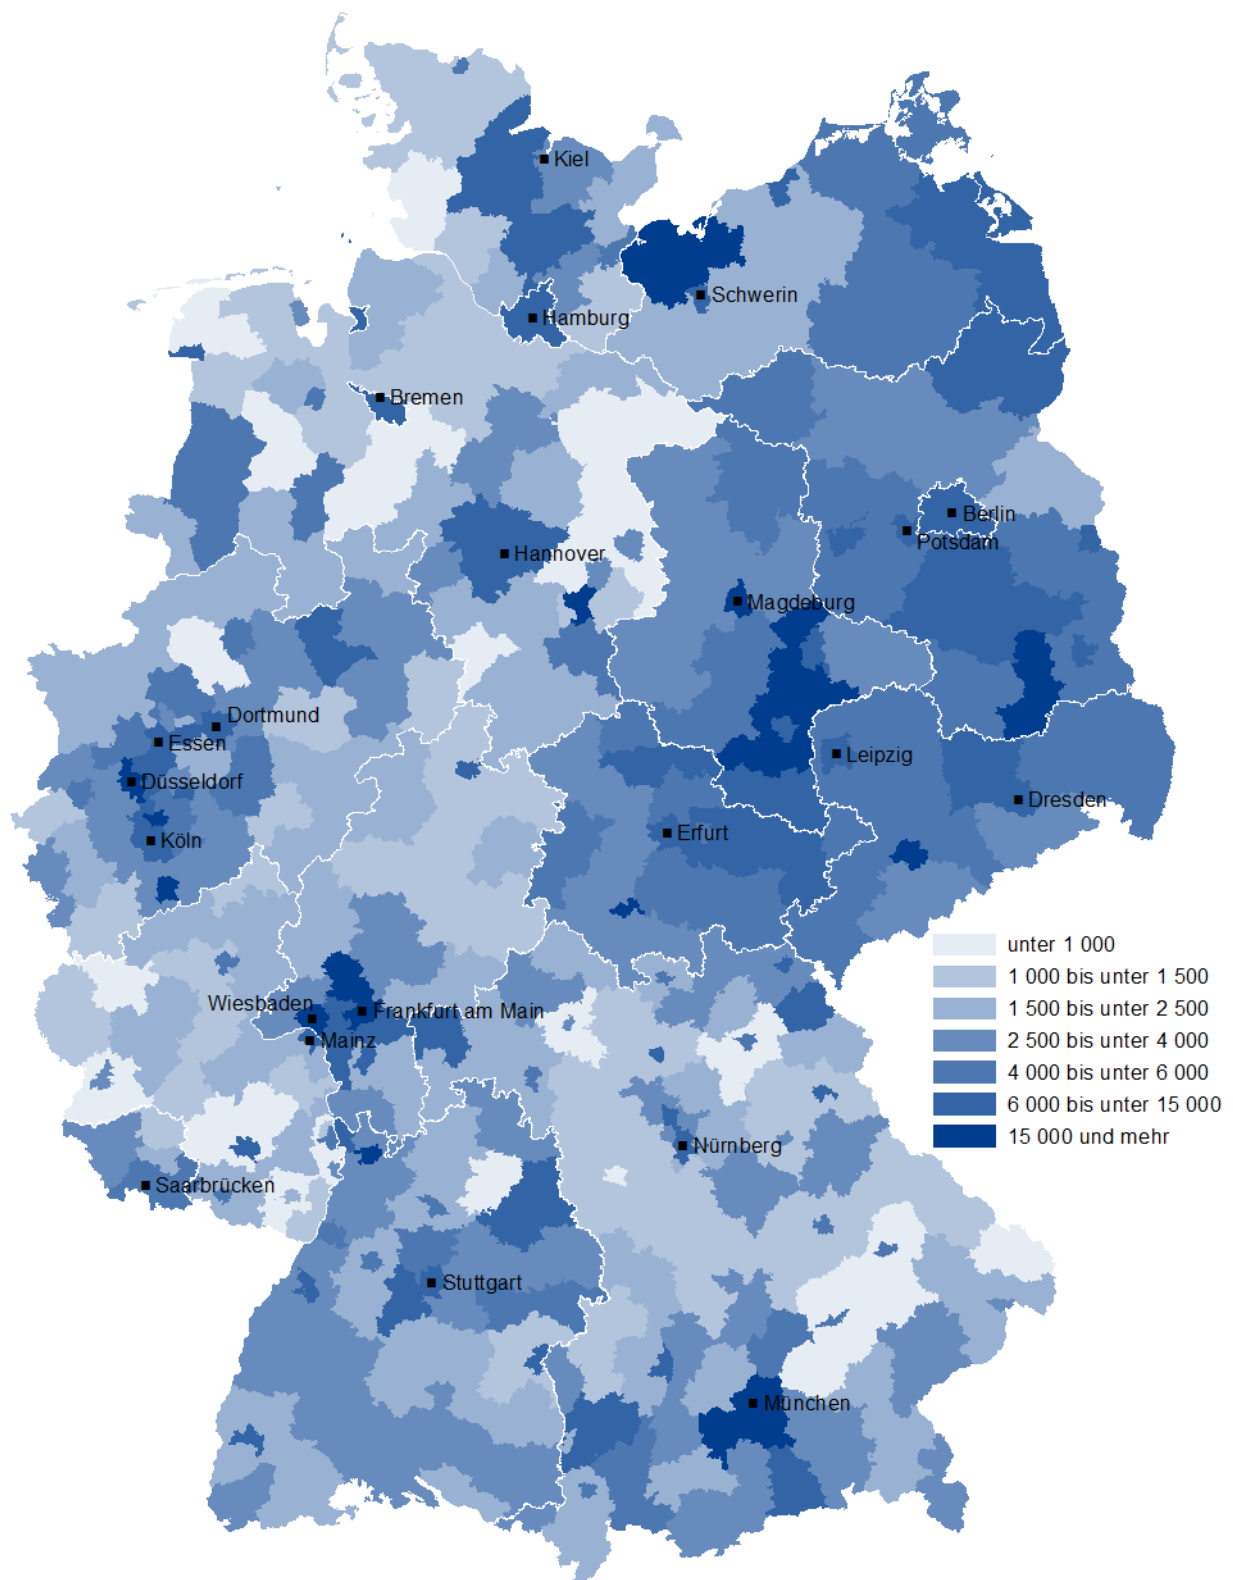 Kiel
Schwerin
Hamburg
Bremen
Berlin
Potsdam
Hannover
Magdeburg
Dortmund
Essen
Leipzig
Düsseldorf
Dresden
Erfurt
Köln
unter 1 000
1 000 bis unter 1 500
1 500 bis unter 2 500
2 500 bis unter 4 000
4 000 bis unter 6 000
6 000 bis unter 15 000
15 000 und mehr
Wiesbaden
Frankfurt am Main
Mainz
Nürnberg
Saarbrücken
Stuttgart
München